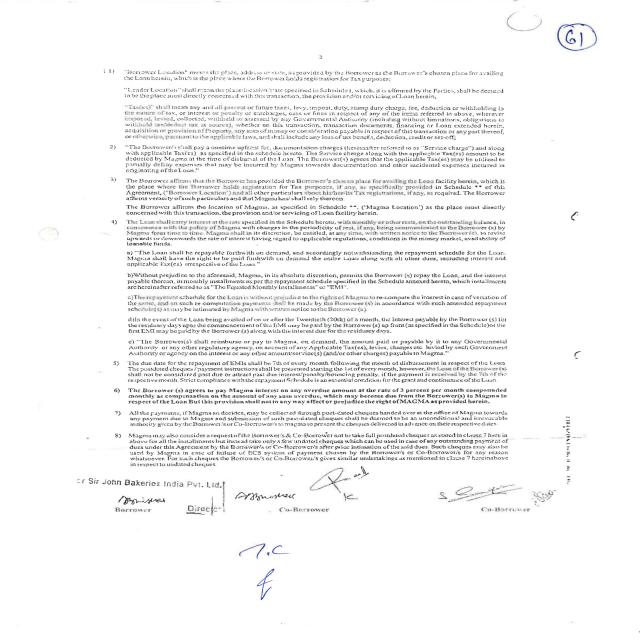 61
2
1.1) "Borrower Location" means the place, address or state, as provided by the Borrower as the Borrower's chosen place for availing
the Loan herein, which is the place where the Borrower holds registration for Tax purposes;
"Lender Location" shall mean the place/state specified in Schedule, which, it is affirmed by the Parties, shall be deemed
to be the place most directly concerned with this transaction, the provision and/or servicing of Loan herein,
"Tax(es)" shall mean any and all present or future taxes, levy, impost, duty, stamp duty charge, fee, deduction or withholding in
the nature of tax, or interest or penalty or surcharges, cess or fines in respect of any of the items referred to above, wherever
imposed, levied, collected, withheld or assessed by any Governmental Authority (including without limitations, obligation to
withhold tax/deduct tax at source), whether on this transaction, transaction documents, financing or Loan extended herein,
acquisition or provision of Property, any sum of money or consideration payable in respect of this transaction or any part thereof,
or otherwise, pursuant to the applicable laws, and shall include any loss of tax benefit, deduction, credit or set-off;
2) "The Borrower shall pay a onetime upfront fee, documentation charges (hereinafter referred to as "Service charge") and along
with applicable Tax(es), as specified in the schedule hereto. The Service charge along with the applicable Tax(es) amount to be
deducted by Magma at the time of disbursal of the Loan. The Borrower(s) agrees that the applicable Tax(es) may be utilized to
partially defray expenses that may be incurred by Magma towards documentation and other incidental expenses incurred in
originating of the Loan."
3) The Borrower affirms that the Borrower has provided the Borrower's chosen place for availing the Loan facility herein, which is
the place where the Borrower holds registration for Tax purposes, if any, as specifically provided in Schedule ** of this
Agreement, ("Borrower Location") and all other particulars about his/her/its Tax registrations, if any, as required. The Borrower
affirms veracity of such particulars and that Magma has/shall rely thereon.
The Borrower affirms the location of Magma, as specified in Schedule **, ("Magma Location") as the place most directly
concerned with this transaction, the provision and/or servicing of Loan facility herein.
4) The Loan shall carry interest at the rate specified in the Schedule hereto, with monthly or other rests, on the outstanding balance, in
consonance with the policy of Magma with changes in the periodicity of rest, if any, being communicated to the Borrower (s) by
Magma from time to time. Magma shall in its discretion, be entitled, at any time, with written notice to the Borrower(s), to revise
upwards or downwards the rate of interest having regard to applicable regulations, conditions in the money market, availability of
loanable funds.
a) "The Loan shall be repayable forthwith on demand, and accordingly notwithstanding the repayment schedule for the Loan.
Magma shall have the right to be paid forthwith on demand the entire Loan along with all other dues, including interest and
applicable Tax(es) irrespective of the Loan."
b)Without prejudice to the aforesaid, Magma, in its absolute discretion, permits the Borrower (s) repay the Loan, and the interest
payable thereon, in monthly installments as per the repayment schedule specified in the Schedule annexed hereto, which installments
are hereinafter referred to as "The Equated Monthly Installments" or "EMI".
c)The repayment schedule for the Loan is without prejudice to the right of Magma to re-compute the interest in case of variation of
the same, and on such re computation payments shall be made by the Borrower (s) in accordance with such amended repayment
schedule(s) as may be intimated by Magma with written notice to the Borrower (s).
d)In the event of the Loan being availed of on or after the Twentieth (20th) of a month, the interest payable by the Borrower (s) for
the residuary days upto the commencement of the EMI may be paid by the Borrower (s) up front (as specified in the Schedule) or the
first EMI may be paid by the Borrower (s) along with the interest due for the residuary days.
e) "The Borrower(s) shall reimburse or pay to Magma, on demand, the amount paid or payable by it to any Governmental
Authority or any other regulatory agency, on account of any Applicable Tax(es), levies, charges etc levied by such Government
Authority or agency on the interest or any other amount/service(s) (and/or other charges) payable to Magma."
5) The due date for the repayment of EMIs shall be 7th of every month following the month of disbursement in respect of the Loan.
The postdated cheques / payment instructions shall be presented starting the 1st of every month, however, the Loan of the Borrower (s)
shall not be considered past due or attract past due interest/penalty/bouncing penalty, if the payment is received by the 7th of the
respective month. Strict compliance with the repayment Schedule is an essential condition for the grant and continuance of the Loan.
6) The Borrower (s) agrees to pay Magma interest on any overdue amount at the rate of 3 percent per month compounded
monthly as compensation on the amount of any sum overdue, which may become due from the Borrower(s) to Magma in
respect of the Loan But this provision shall not in any way effect or prejudice the right of MAGMA as provided herein.
7) All the payments, if Magma so desires, may be collected through post-dated cheques handed over at the office of Magma towards
any payment due to Magma and submission of such post-dated cheques shall be deemed to be an unconditional and irrevocable
authority given by the Borrower's or Co-Borrower's to magma to present the cheques delivered in advance on their respective dates.
8) Magma may also consider a request of the Borrower/s & Co-Borrower not to take full postdated cheques as stated in clause 7 here in
above for all the installments but instead take only a few undated cheques which can be used in case of any outstanding payment of
dues under this Agreement by the Borrower/s or Co-Borrower/s after prior intimation of the said dues. Such cheques may also be
used by Magma in case of failure of ECS system of payment chosen by the Borrower/s or Co-Borrower/s for any reason
whatsoever. For such cheques the Borrower/s or Co-Borrower/s gives similar undertakings as mentioned in clause 7 hereinabove
in respect to undated cheques.
or Sir John Bakeries India Pvt. Ltd.
Borrower Director Co-Borrower Co-Borrower
T.C